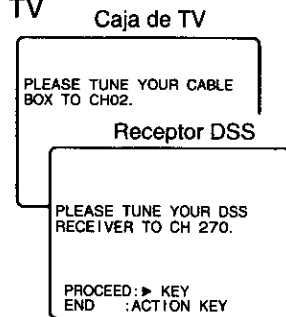 TV
Caja de TV
PLEASE TUNE YOUR CABLE
BOX TO CH02.
Receptor DSS
PLEASE TUNE YOUR DSS
RECEIVER TO CH 270.
PROCEED:► KEY
END :ACTION KEY